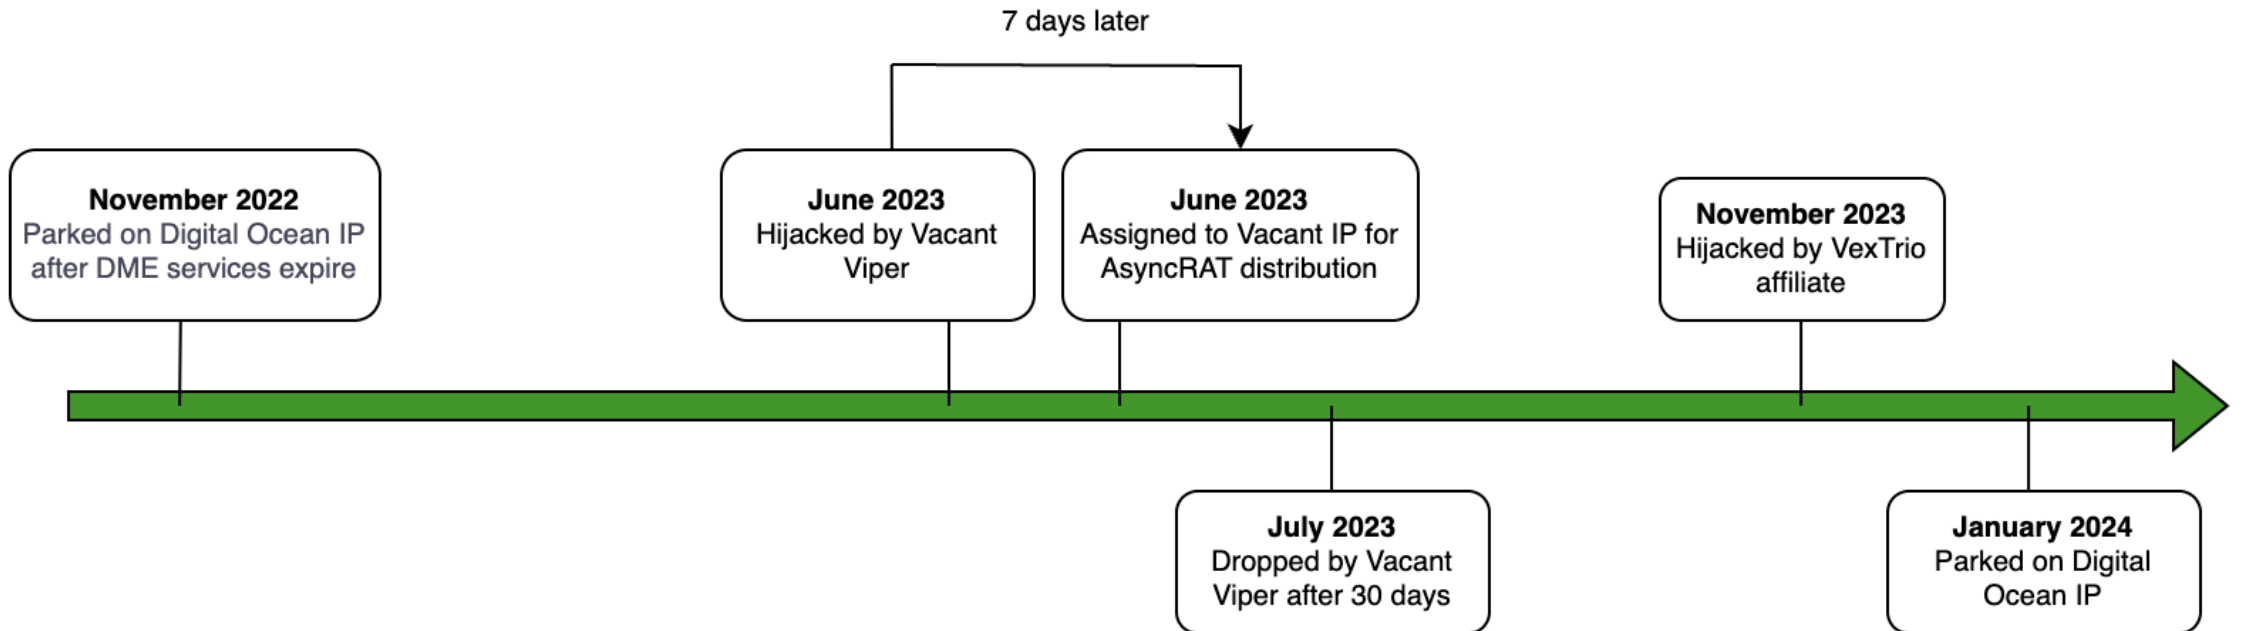 7 days later
November 2022
Parked on Digital Ocean IP
after DME services expire
June 2023
Hijacked by Vacant
Viper
June 2023
Assigned to Vacant IP for
AsyncRAT distribution
November 2023
Hijacked by VexTrio
affiliate
July 2023
Dropped by Vacant
Viper after 30 days
January 2024
Parked on Digital
Ocean IP